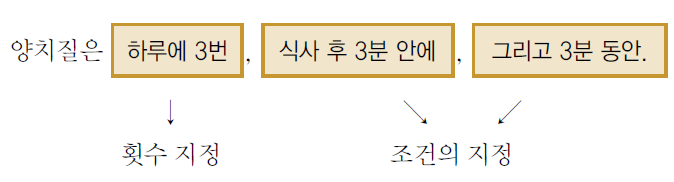 양치질은 하루에 3번, 식사 후 3분 안에, 그리고 3분 동안.
횟수 지정 조건의 지정